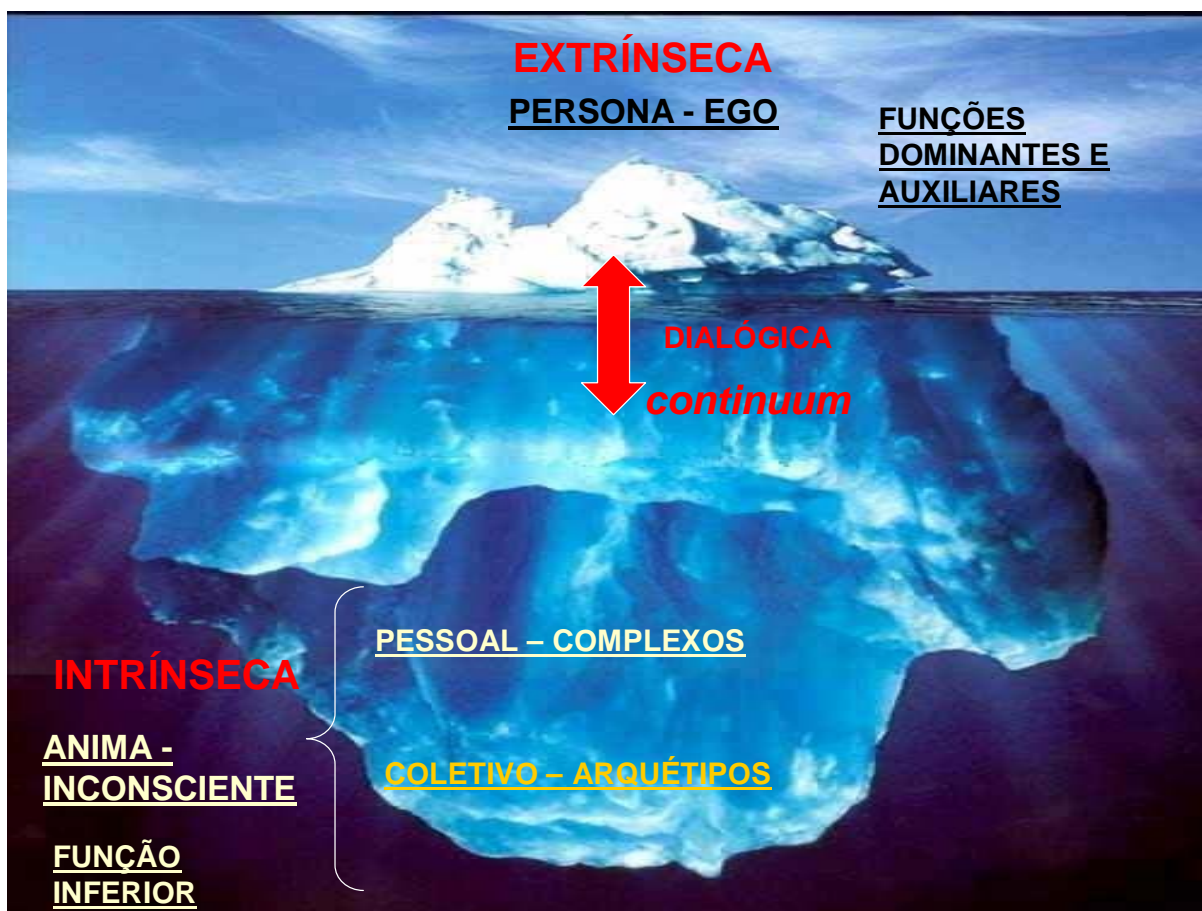 EXTRÍNSECA
PERSONA - EGO
FUNÇÕES
DOMINANTES E
AUXILIARES
DIALÓGICA
continuum
PESSOAL – COMPLEXOS
INTRÍNSECA
ANIMA -
INCONSCIENTE
COLETIVO – ARQUÉTIPOS
FUNÇÃO
INFERIOR